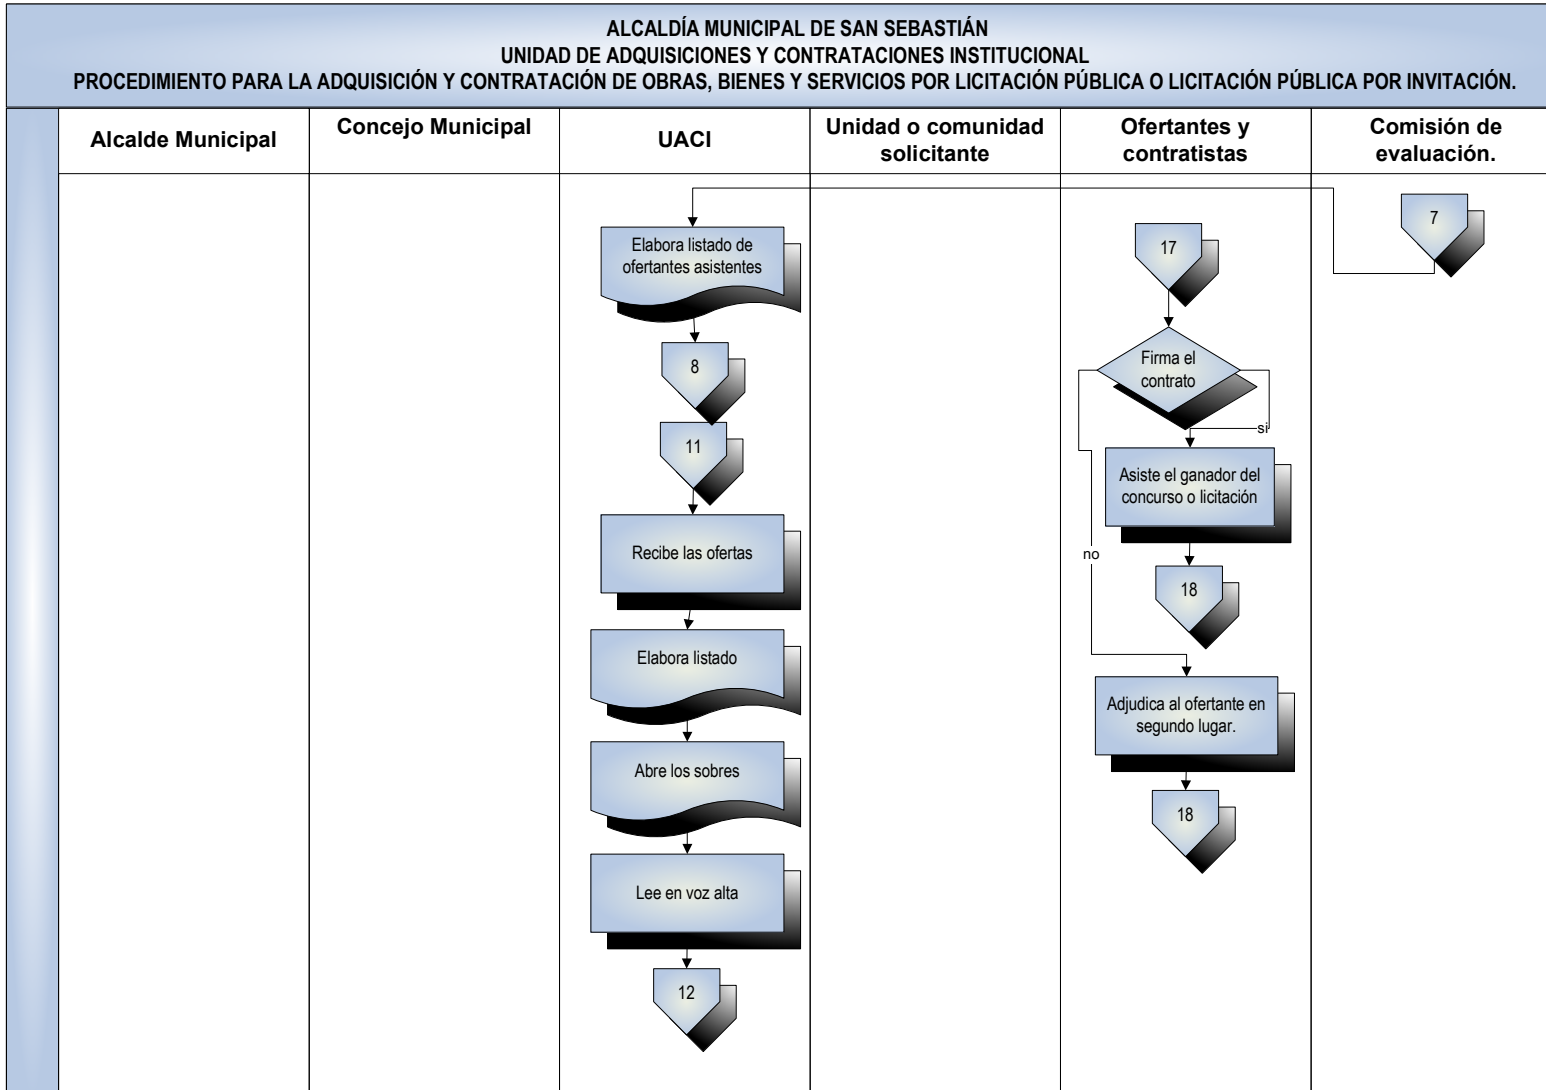 ALCALDÍA MUNICIPAL DE SAN SEBASTIÁN
UNIDAD DE ADQUISICIONES Y CONTRATACIONES INSTITUCIONAL
PROCEDIMIENTO PARA LA ADQUISICIÓN Y CONTRATACIÓN DE OBRAS, BIENES Y SERVICIOS POR LICITACIÓN PÚBLICA O LICITACIÓN PÚBLICA POR INVITACIÓN.
Alcalde Municipal
Concejo Municipal
UACI
Unidad o comunidad
solicitante
Ofertantes y
contratistas
Comisión de
evaluación.
Elabora listado de
ofertantes asistentes
8
11
Recibe las ofertas
Elabora listado
Abre los sobres
Lee en voz alta
12
17
Firma el
contrato
si
Asiste el ganador del
concurso o licitación
no
18
Adjudica al ofertante en
segundo lugar.
18
7